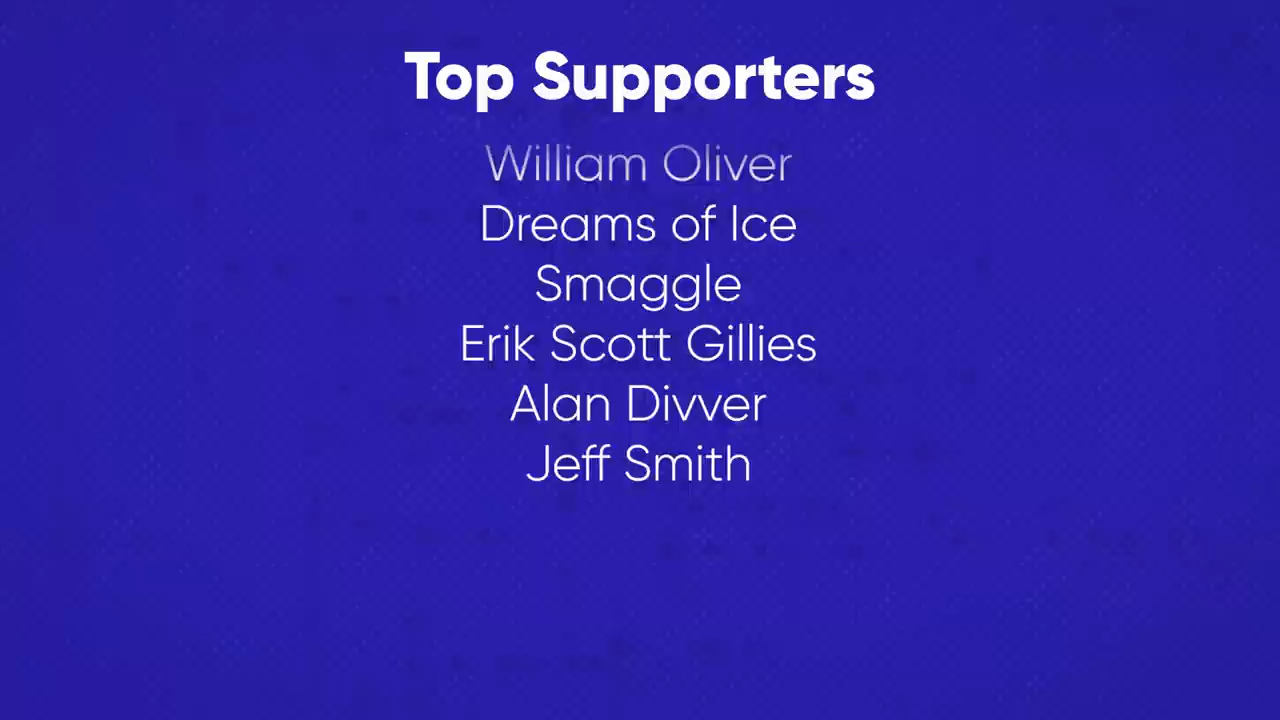 Top Supporters
William Oliver
Dreams of Ice
Smaggle
Erik Scott Gillies
Alan Divver
Jeff Smith